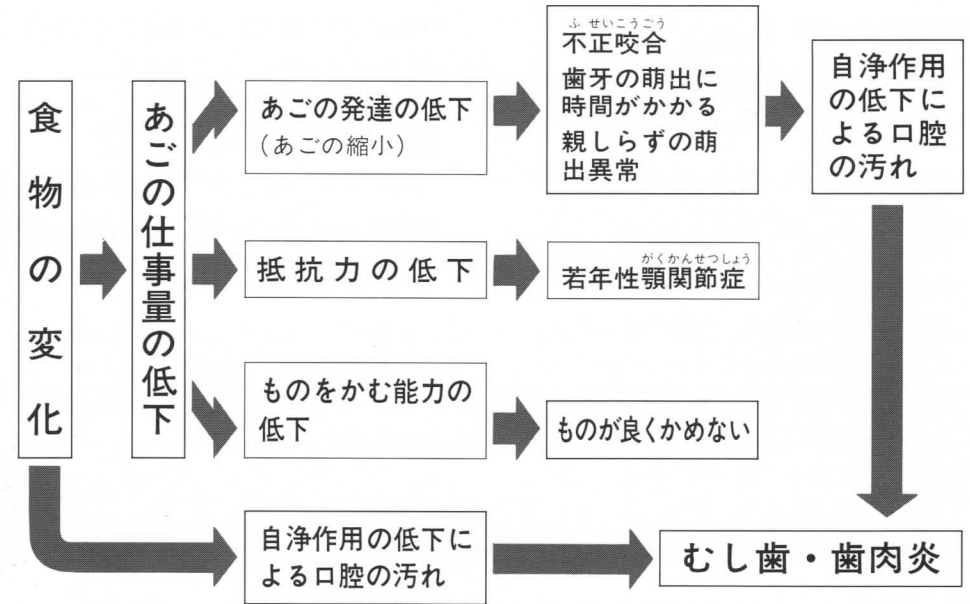 食物の変化
あごの仕事量の低下
あごの発達の低下
(あごの縮小)
ふせいこうごう
不正咬合
歯牙の萌出に
時間がかかる
親しらずの萌
出異常
自浄作用
の低下に
よる口腔
の汚れ
抵抗力の低下
がくかんせつしょう
若年性顎関節症
ものをかむ能力の
低下
ものが良くかめない
自浄作用の低下に
よる口腔の汚れ
むし歯・歯肉炎